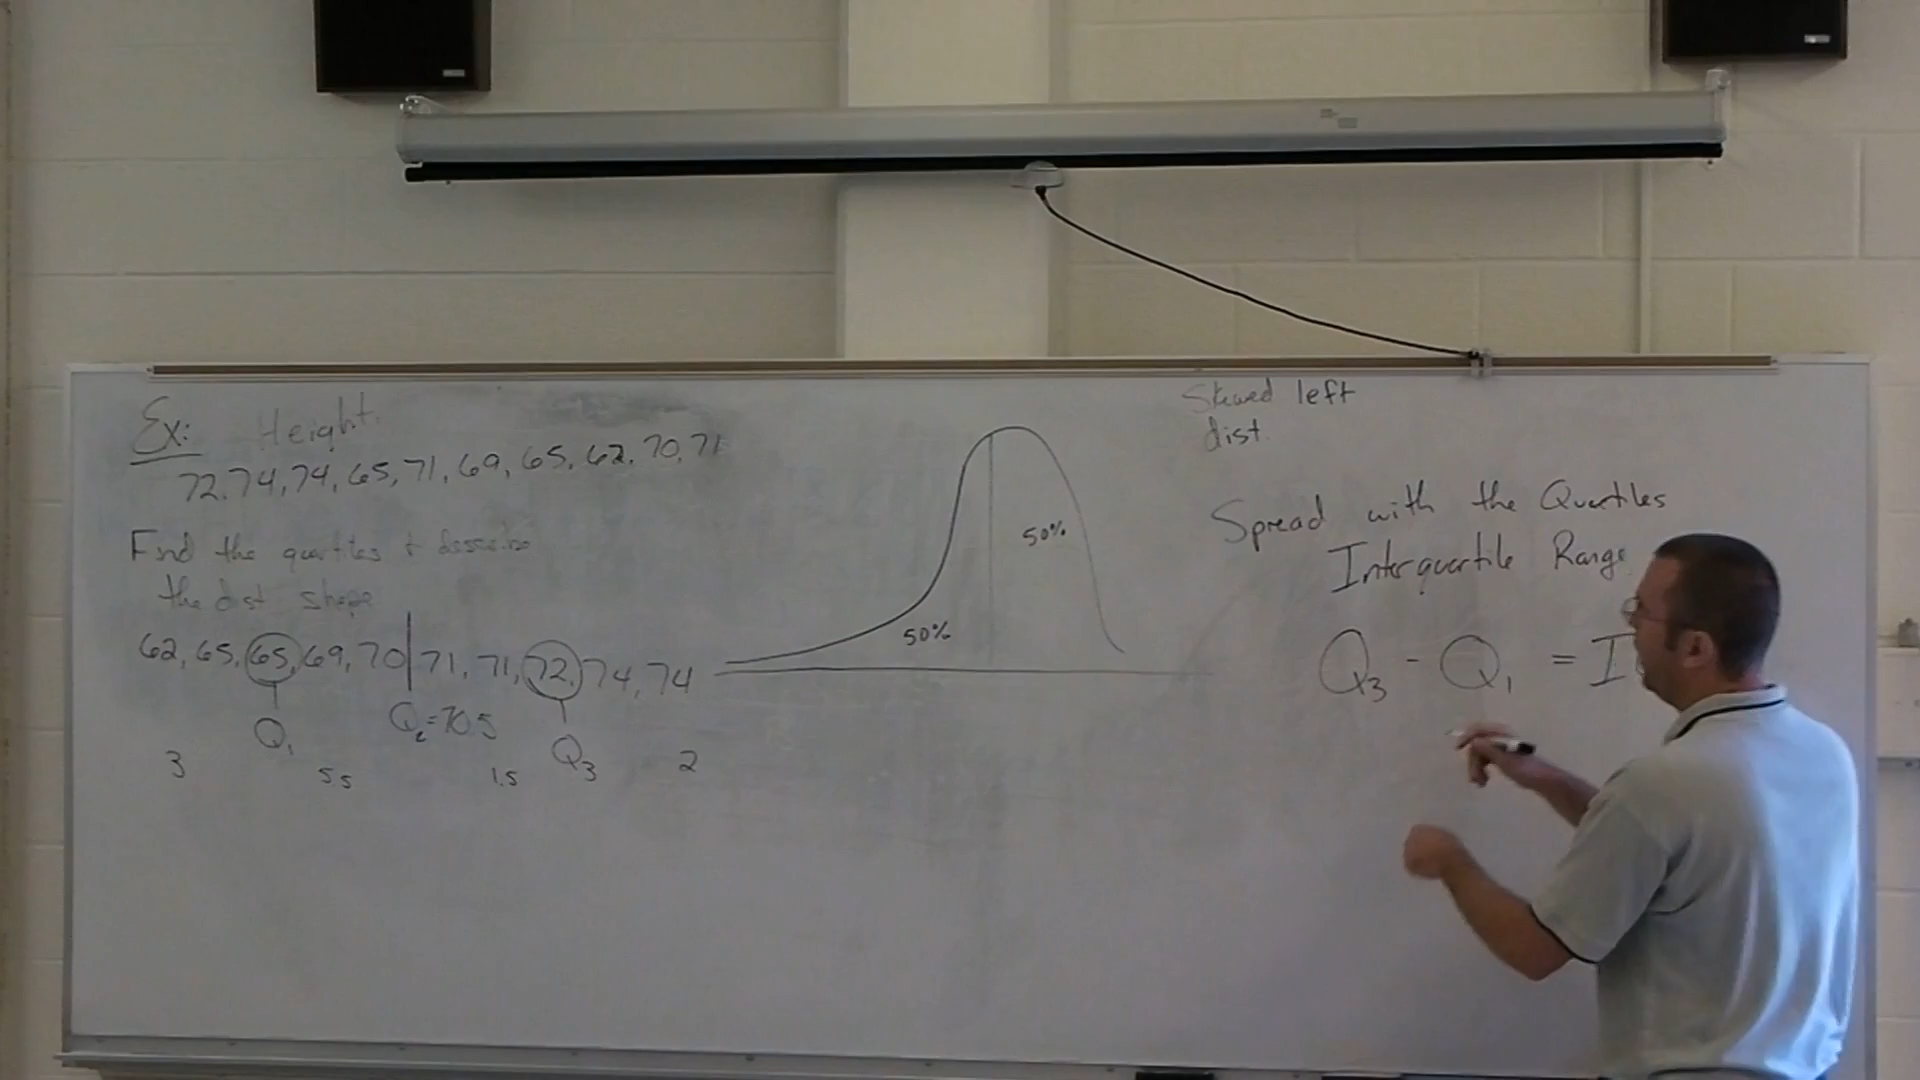 Ex: Height.
72, 74, 74, 65, 71, 69, 65, 62, 70, 71
Find the quartiles + describe
the dist shape
62, 65, 65, 69, 70 | 71, 71, 72, 74, 74
Q1
Q2=70.5
Q3
3
5.5
1.5
2
50%
50%
Skewed left
dist.
Spread with the Quartiles
Interquartile Range
Q3 - Q1 = I